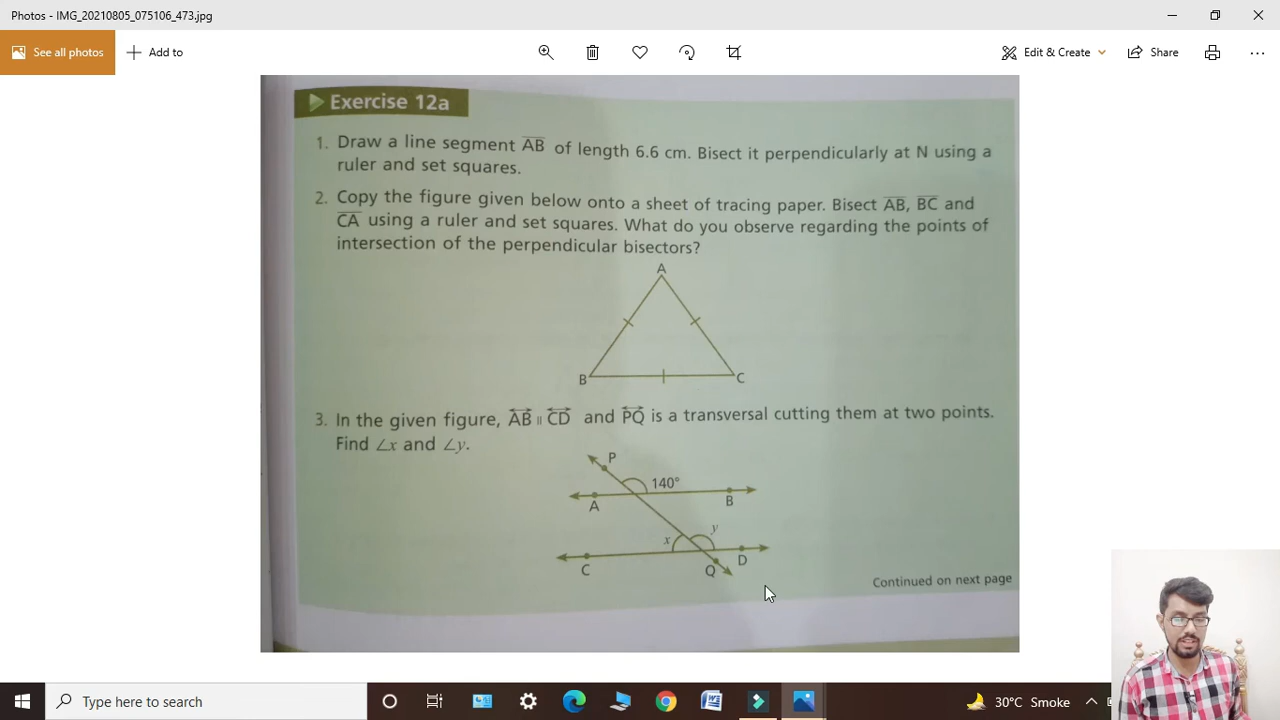 Photos - IMG_20210805_075106_473.jpg
See all photos
Add to
Edit & Create
Share
Exercise 12a
1. Draw a line segment A̅B̅ of length 6.6 cm. Bisect it perpendicularly at N using a
ruler and set squares.
2. Copy the figure given below onto a sheet of tracing paper. Bisect A̅B̅, B̅C̅ and
C̅A̅ using a ruler and set squares. What do you observe regarding the points of
intersection of the perpendicular bisectors?
A
B
C
3. In the given figure, AB ∥ CD and PQ is a transversal cutting them at two points.
Find ∠x and ∠y.
P
140°
A
B
x
y
C
Q
D
Continued on next page
Type here to search
30°C Smoke